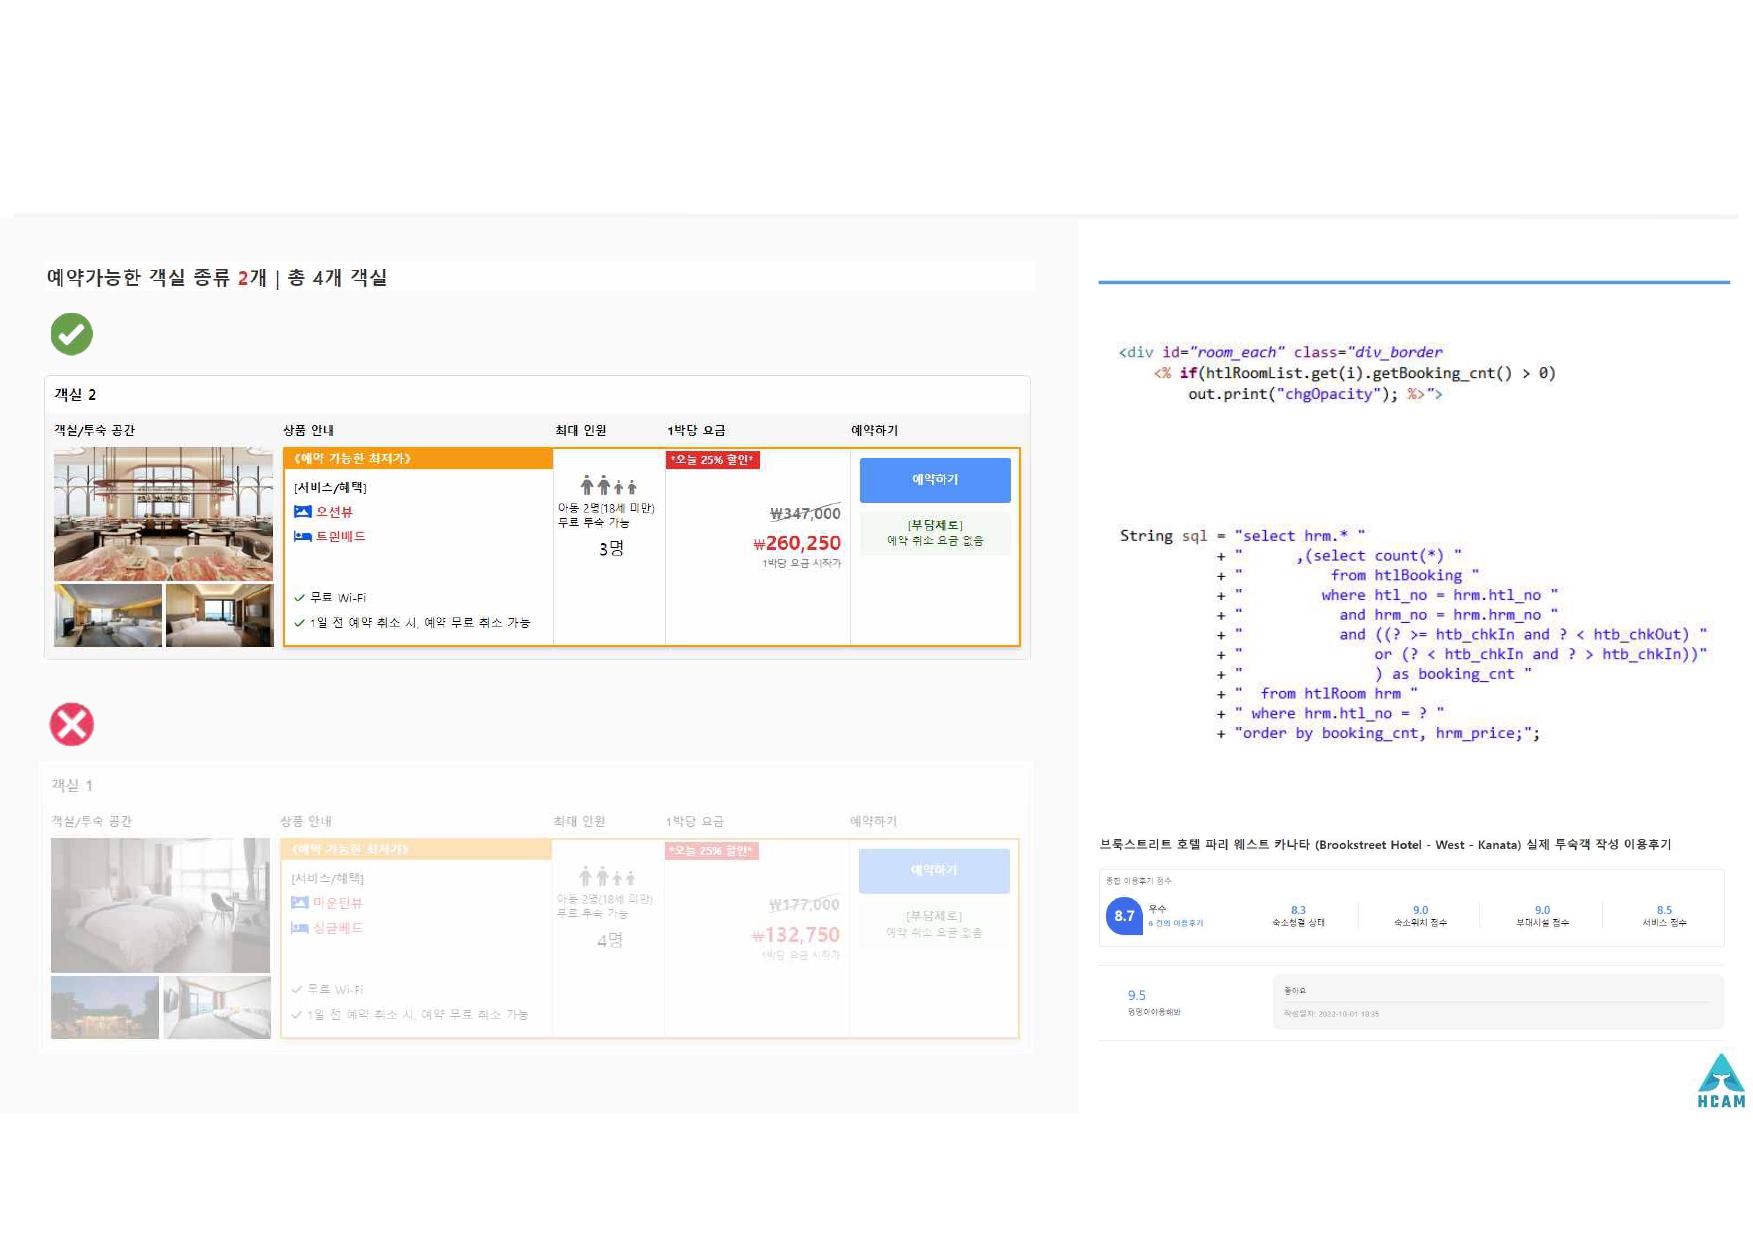 예약가능한 객실 종류 2개 | 총 4개 객실
객실 2
객실/투숙 공간 상품 안내 최대 인원 1박당 요금 예약하기
《예약 가능한 최저가》
*오늘 25% 할인*
[서비스/혜택]
오션뷰
트윈베드
무료 Wi-Fi
1일 전 예약 취소 시, 예약 무료 취소 가능
아동 2명(18세 미만)
무료 투숙 가능
3명
₩347,000
₩260,250
1박당 요금 시작가
예약하기
[부담제로]
예약 취소 요금 없음
객실 1
객실/투숙 공간 상품 안내 최대 인원 1박당 요금 예약하기
《예약 가능한 최저가》
*오늘 25% 할인*
[서비스/혜택]
마운틴뷰
싱글베드
무료 Wi-Fi
1일 전 예약 취소 시, 예약 무료 취소 가능
아동 2명(18세 미만)
무료 투숙 가능
4명
₩177,000
₩132,750
1박당 요금 시작가
예약하기
[부담제로]
예약 취소 요금 없음
<div id="room_each" class="div_border
<% if(htlRoomList.get(i).getBooking_cnt() > 0)
out.print("chgOpacity"); %>">
String sql = "select hrm.* "
+ " ,(select count(*) "
+ " from htlBooking "
+ " where htl_no = hrm.htl_no "
+ " and hrm_no = hrm.hrm_no "
+ " and ((? >= htb_chkIn and ? < htb_chkOut) "
+ " or (? < htb_chkIn and ? > htb_chkIn))"
+ " ) as booking_cnt "
+ " from htlRoom hrm "
+ " where hrm.htl_no = ? "
+ "order by booking_cnt, hrm_price;";
브룩스트리트 호텔 파리 웨스트 카나타 (Brookstreet Hotel - West - Kanata) 실제 투숙객 작성 이용후기
종합 이용후기 점수
8.7 우수
6 건의 이용후기
8.3 9.0 9.0 8.5
숙소청결 상태 숙소위치 점수 부대시설 점수 서비스 점수
9.5
멍멍아야옹해봐
좋아요
작성일자: 2022-10-01 18:35
HCAM